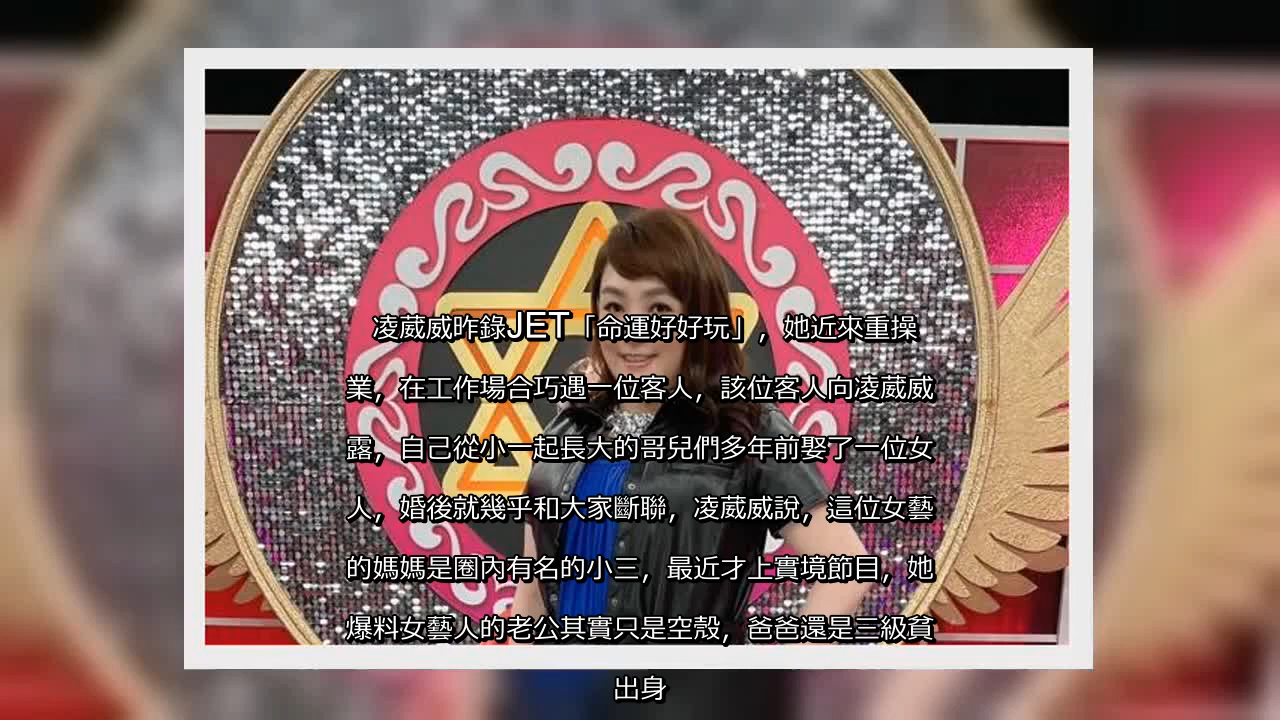 凌葳威昨錄JET「命運好好玩」，她近來重操
業，在工作場合巧遇一位客人，該位客人向凌葳威
露，自己從小一起長大的哥兒們多年前娶了一位女
人，婚後就幾乎和大家斷聯，凌葳威說，這位女藝
的媽媽是圈內有名的小三，最近才上實境節目，她
爆料女藝人的老公其實只是空殼，爸爸還是三級貧
出身